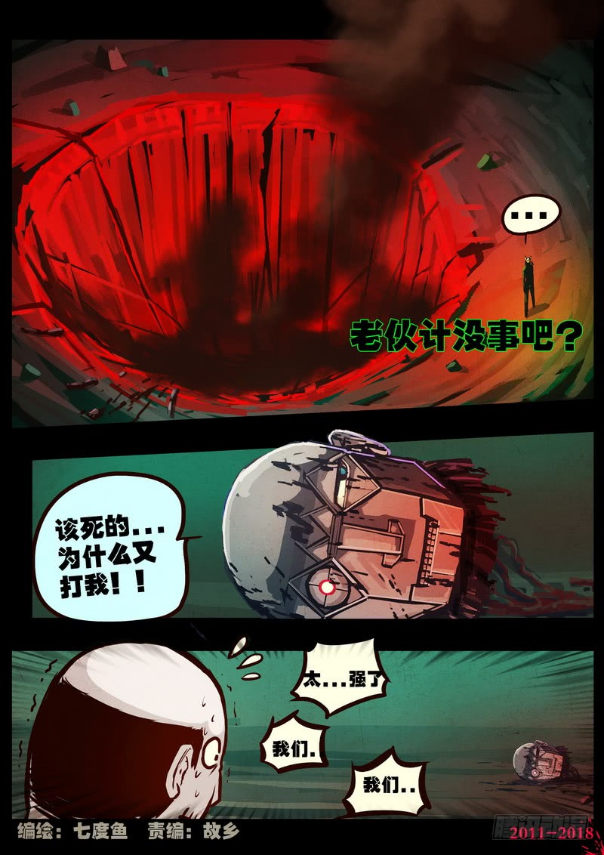 ...
老伙计没事吧?
该死的...
为什么又
打我!!
太...强了
我们.
我们..
编绘:七度鱼 责编:故乡
2011-2018